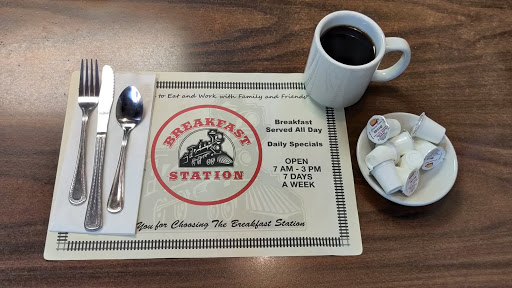 to Eat and Work with Family and Friends
BREAKFAST
STATION
Breakfast
Served All Day
Daily Specials
OPEN
7 AM - 3 PM
7 DAYS
A WEEK
You for Choosing The Breakfast Station